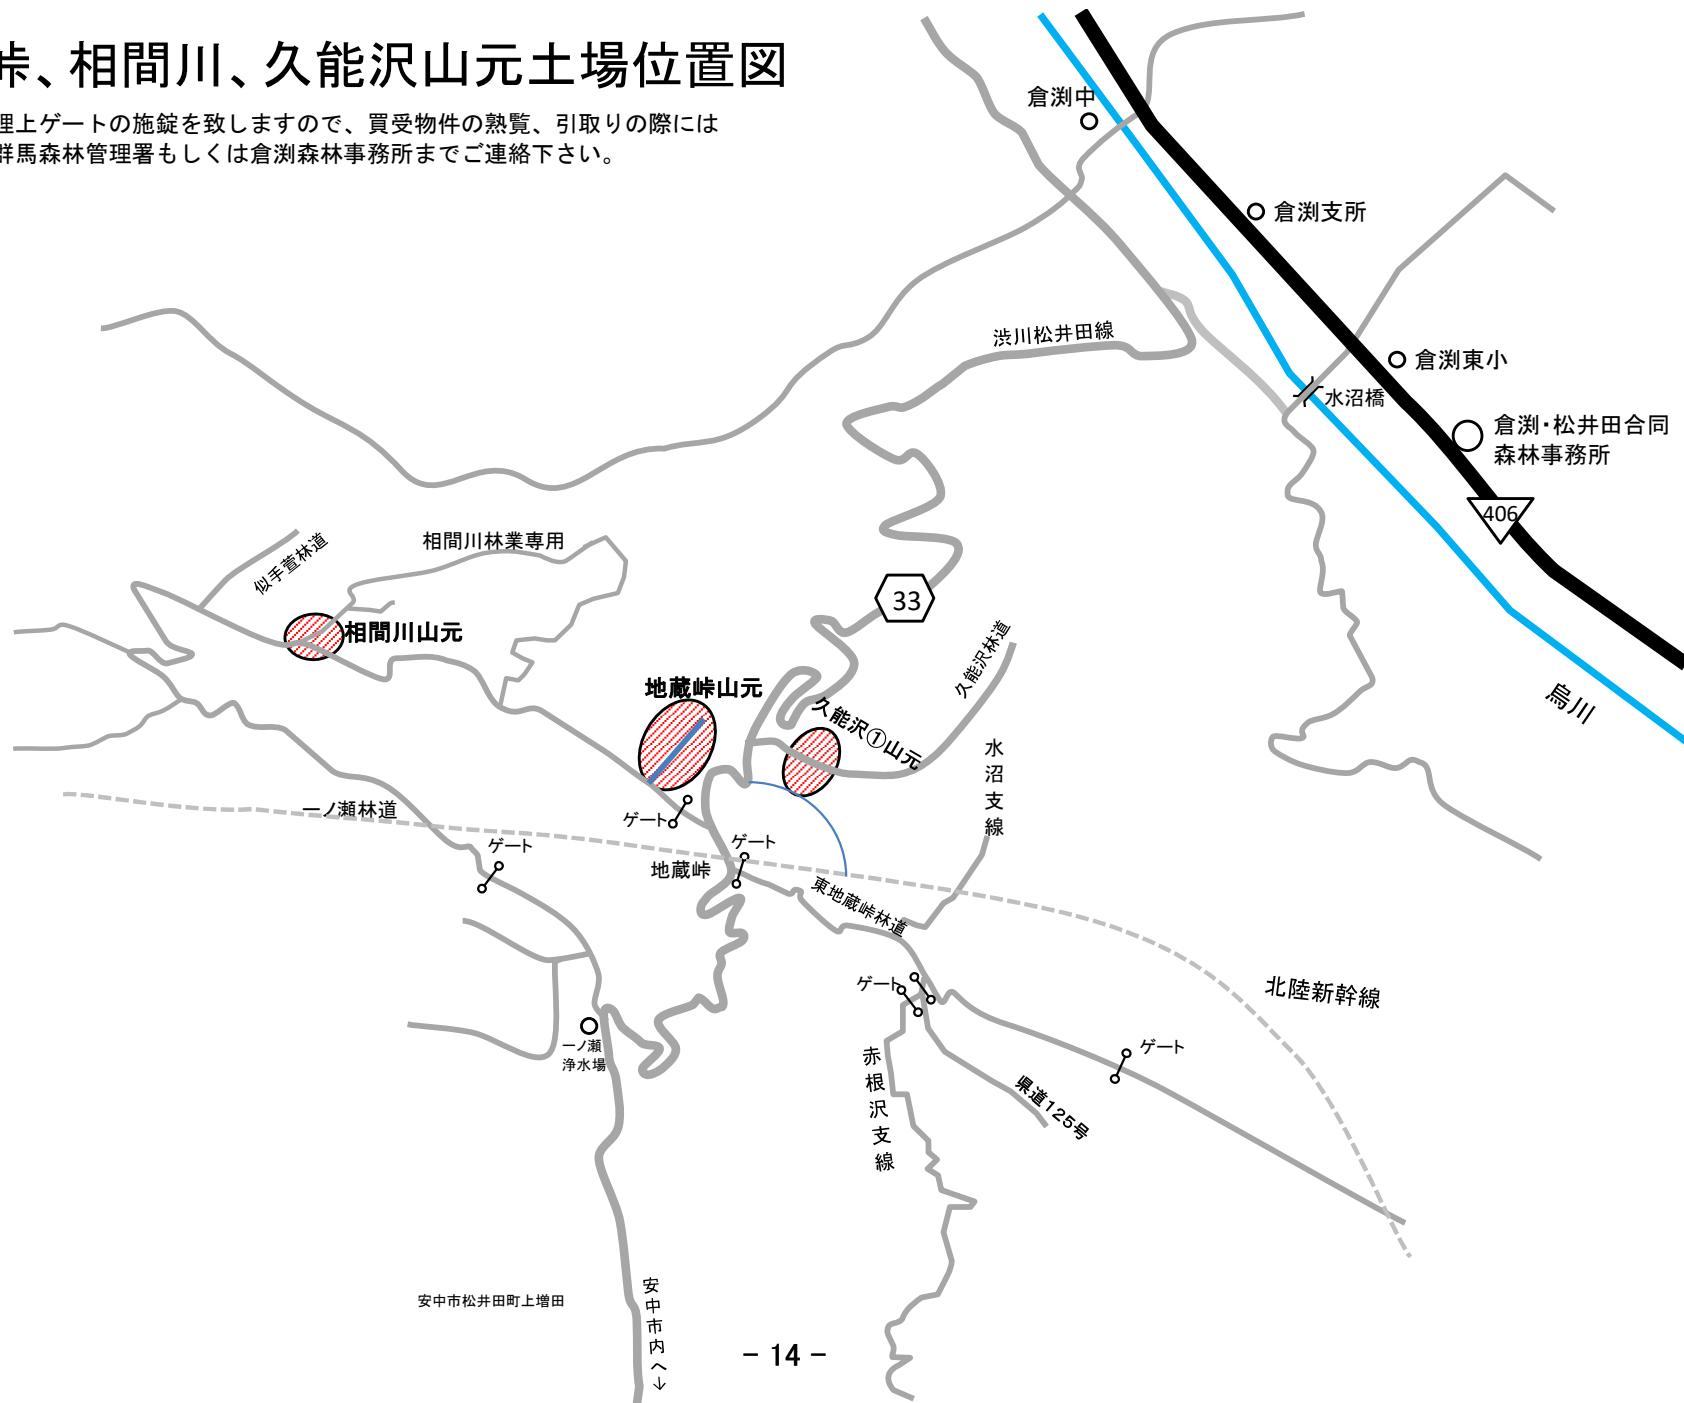 峠、相間川、久能沢山元土場位置図
理上ゲートの施錠を致しますので、買受物件の熟覧、引取りの際には
群馬森林管理署もしくは倉渕森林事務所までご連絡下さい。
倉渕中
倉渕支所
渋川松井田線
倉渕東小
水沼橋
倉渕・松井田合同
森林事務所
406
似手萱林道
相間川林業専用
33
相間川山元
久能沢林道
地蔵峠山元
烏川
久能沢①山元
水沼支線
一ノ瀬林道
ゲート
ゲート
ゲート
地蔵峠
東地蔵峠林道
ゲート
北陸新幹線
一ノ瀬
浄水場
赤根沢支線
ゲート
県道125号
安中市松井田町上増田
安中市内へ↓
- 14 -